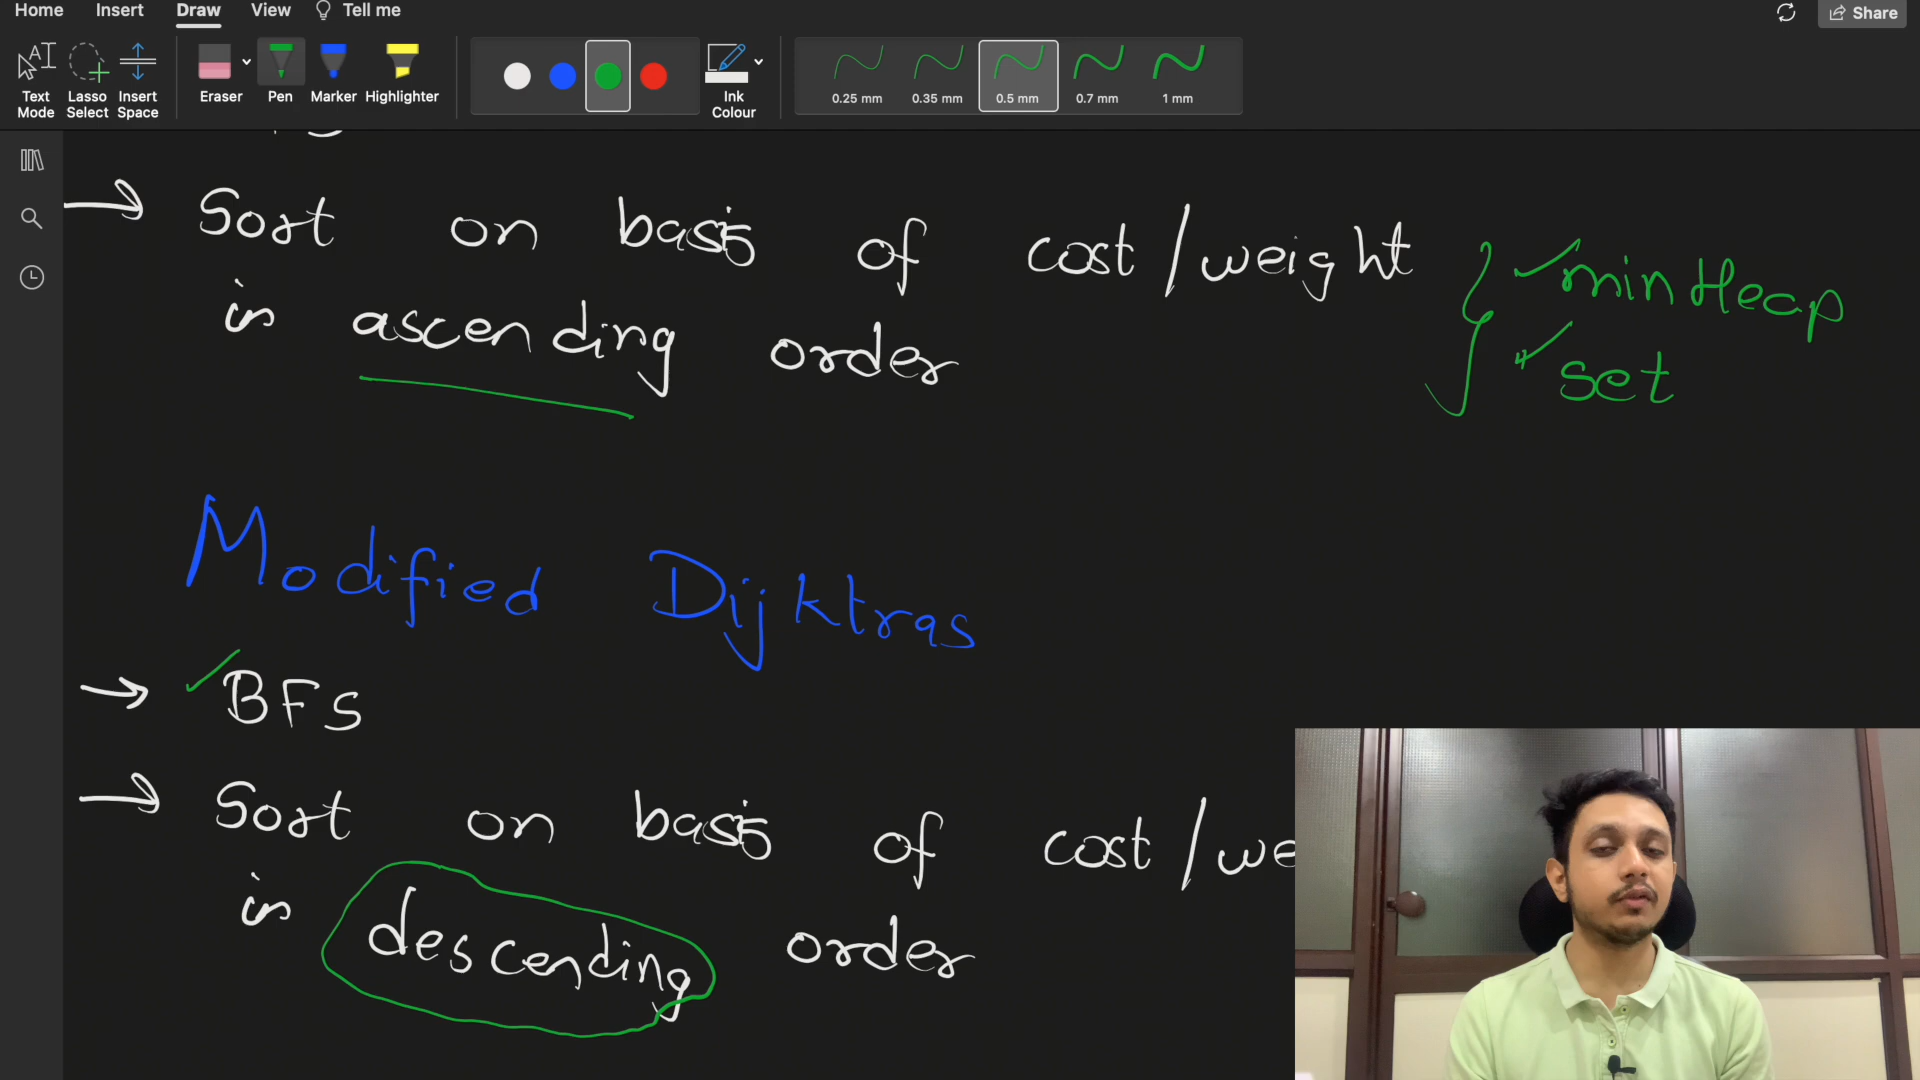 Home Insert Draw View Tell me Share
Text Mode Lasso Select Insert Space Eraser Pen Marker Highlighter Ink Colour 0.25 mm 0.35 mm 0.5 mm 0.7 mm 1 mm
→ Sort on basis of cost/weight
in ascending order
minHeap
set
Modified Dijktras
→ BFS
→ Sort on basis of cost/we
in descending order